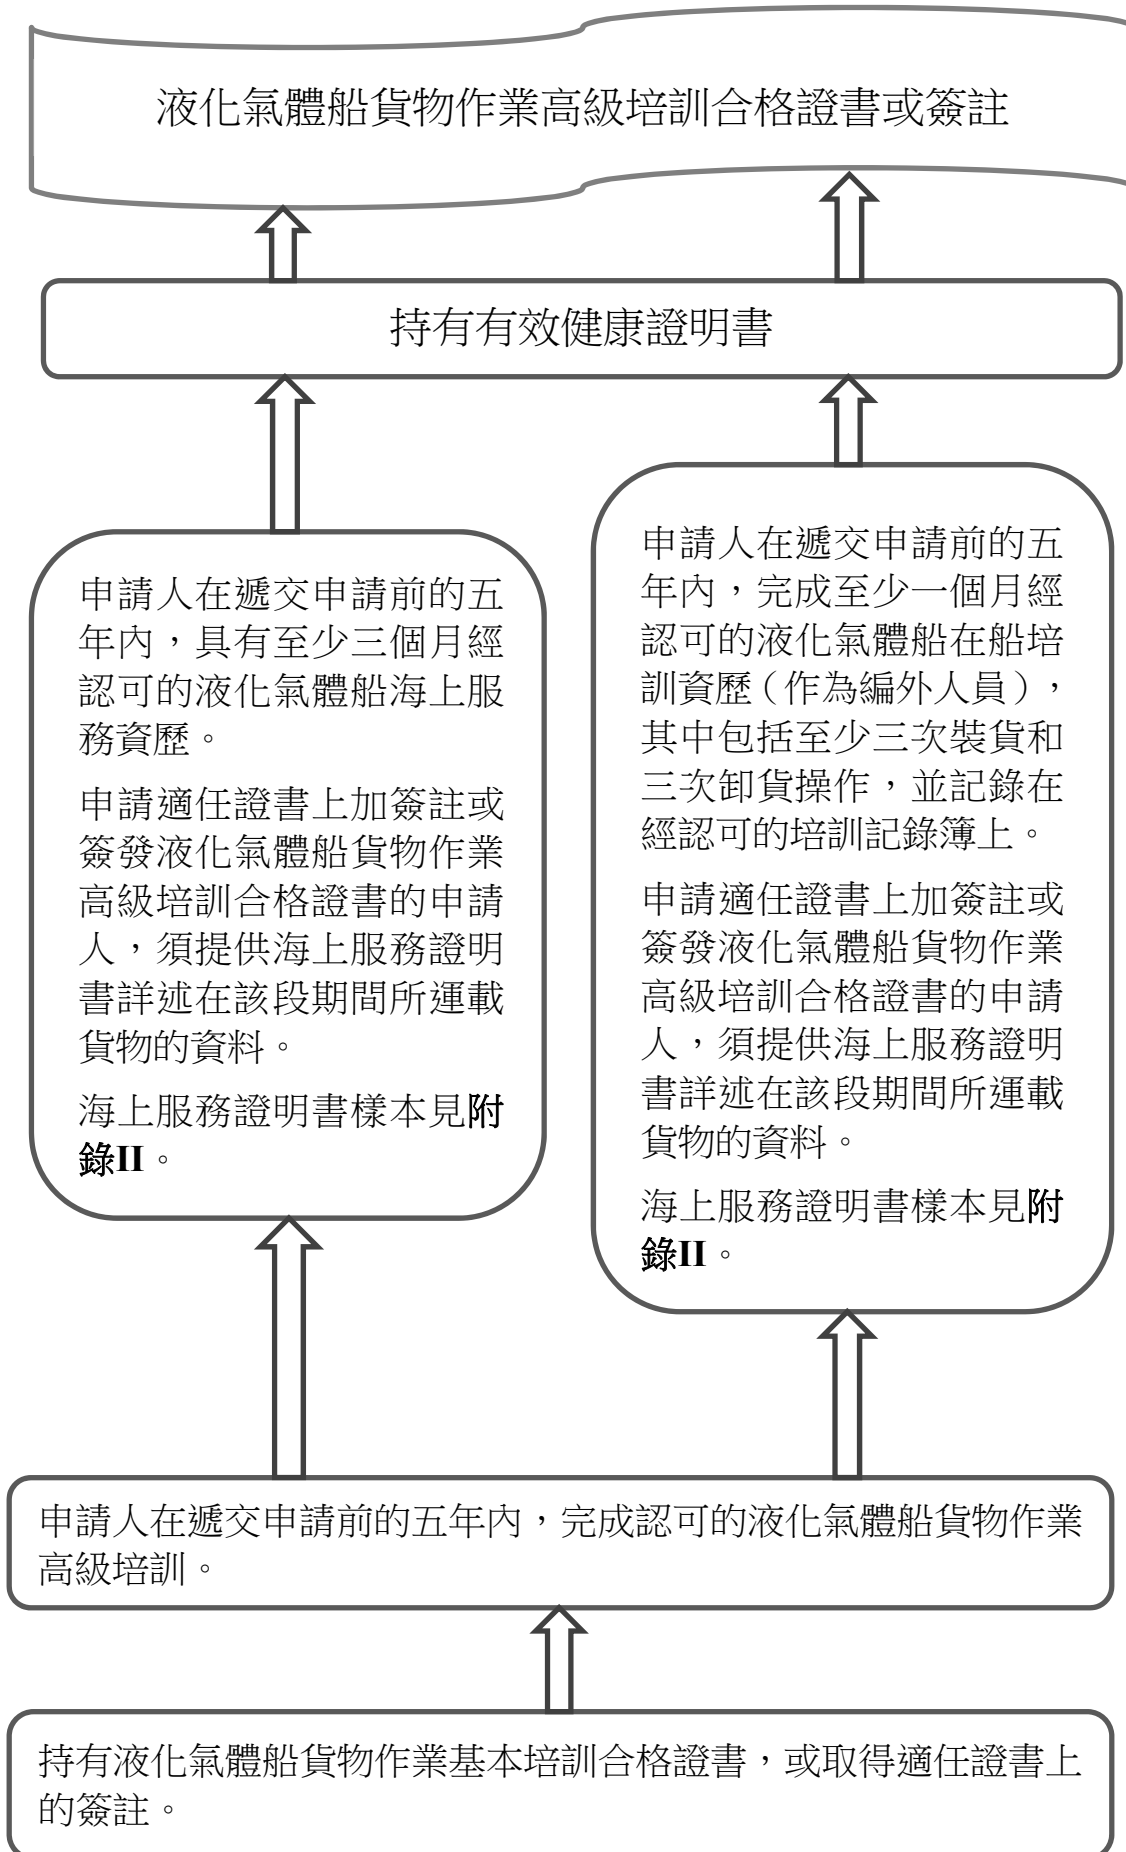 液化氣體船貨物作業高級培訓合格證書或簽註
持有有效健康證明書
申請人在遞交申請前的五
年內，具有至少三個月經
認可的液化氣體船海上服
務資歷。
申請適任證書上加簽註或
簽發液化氣體船貨物作業
高級培訓合格證書的申請
人，須提供海上服務證明
書詳述在該段期間所運載
貨物的資料。
海上服務證明書樣本見附
錄II。
申請人在遞交申請前的五
年內，完成至少一個月經
認可的液化氣體船在船培
訓資歷（作為編外人員），
其中包括至少三次裝貨和
三次卸貨操作，並記錄在
經認可的培訓記錄簿上。
申請適任證書上加簽註或
簽發液化氣體船貨物作業
高級培訓合格證書的申請
人，須提供海上服務證明
書詳述在該段期間所運載
貨物的資料。
海上服務證明書樣本見附
錄II。
申請人在遞交申請前的五年內，完成認可的液化氣體船貨物作業
高級培訓。
持有液化氣體船貨物作業基本培訓合格證書，或取得適任證書上
的簽註。